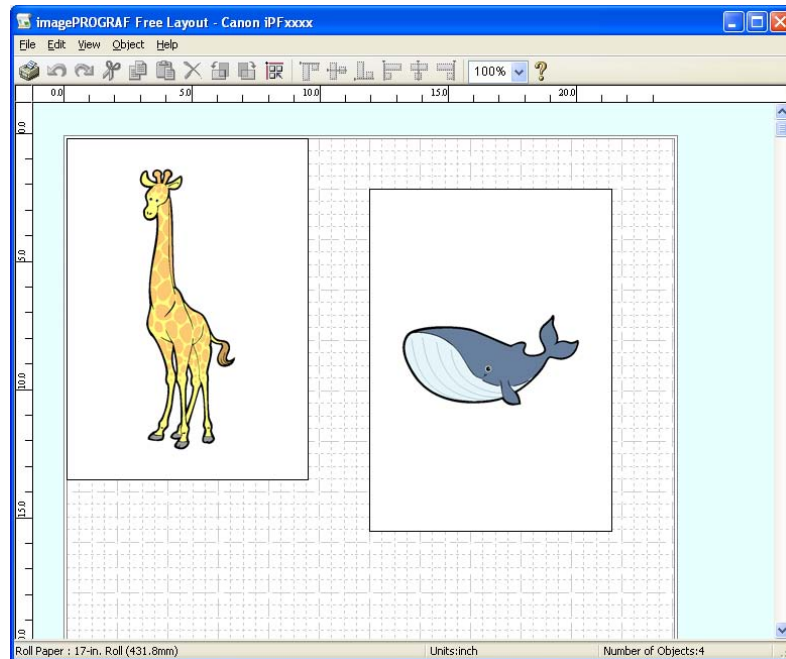 imagePROGRAF Free Layout - Canon iPFxxxx
File Edit View Object Help
100%
0.0 5.0 10.0 15.0 20.0
0.0
5.0
10.0
15.0
Roll Paper : 17-in. Roll (431.8mm) Units:inch Number of Objects:4